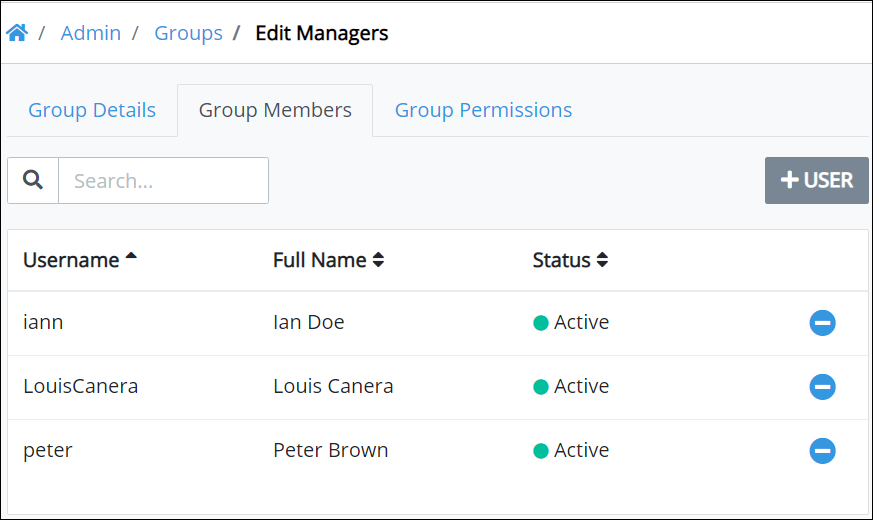 / Admin / Groups / Edit Managers
Group Details Group Members Group Permissions
Search... + USER
Username Full Name Status
iann Ian Doe Active
LouisCanera Louis Canera Active
peter Peter Brown Active